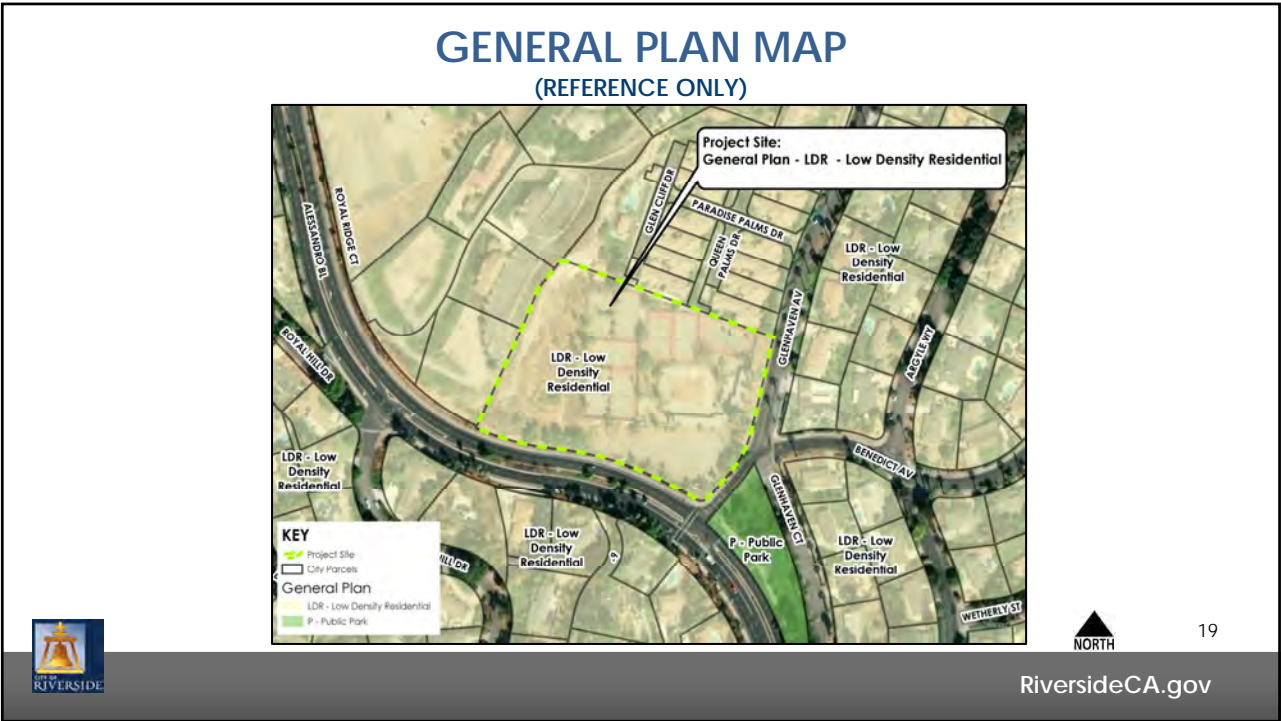 GENERAL PLAN MAP
(REFERENCE ONLY)
Project Site:
General Plan - LDR - Low Density Residential
ROYAL RIDGE CT
ALESSANDRO BL
GLEN CLIFF DR
PARADISE PALMS DR
QUEEN
PALMS DR
LDR - Low
Density
Residential
GLENHAVEN AV
ARGYLE WY
ROYAL HILL DR
LDR - Low
Density
Residential
BENEDICT AV
LDR - Low
Density
Residential
GLENHAVEN CT
LDR - Low
Density
Residential
P - Public
Park
LDR - Low
Density
Residential
HILL DR
WETHERLY ST
KEY
Project Site
City Parcels
General Plan
LDR - Low Density Residential
P - Public Park
NORTH
19
CITY OF
RIVERSIDE
RiversideCA.gov